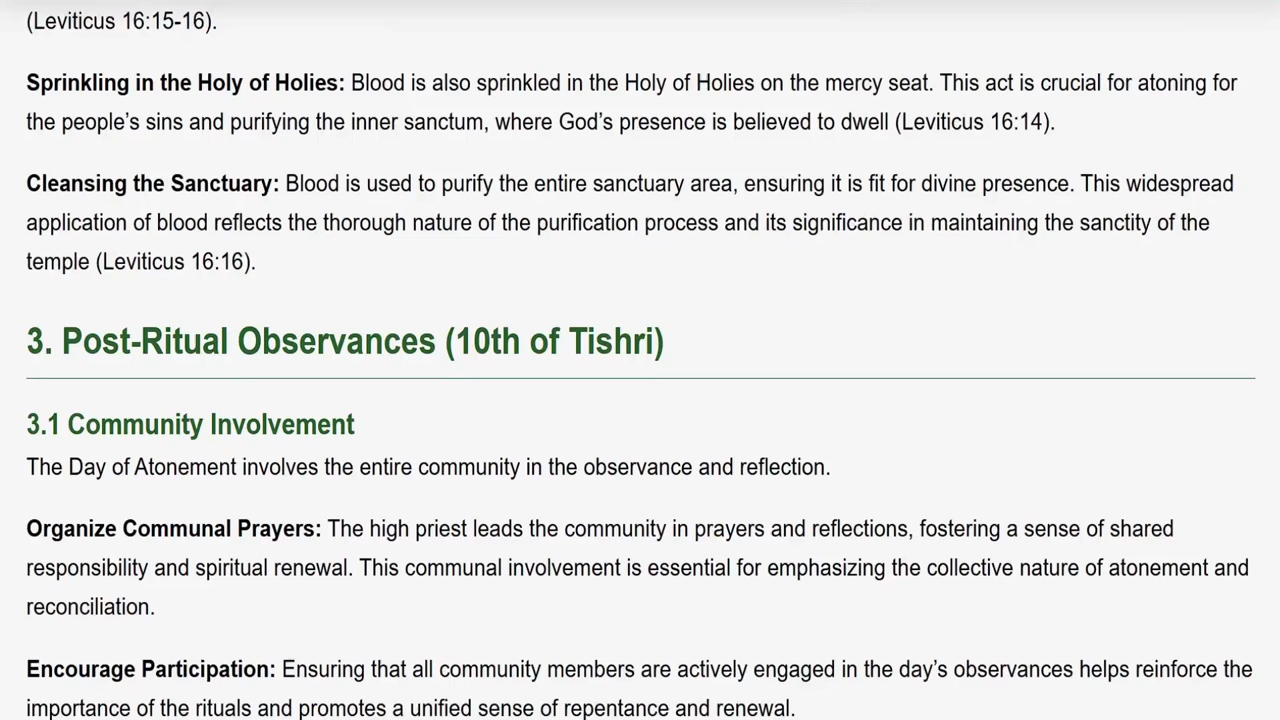 (Leviticus 16:15-16).
Sprinkling in the Holy of Holies: Blood is also sprinkled in the Holy of Holies on the mercy seat. This act is crucial for atoning for
the people’s sins and purifying the inner sanctum, where God’s presence is believed to dwell (Leviticus 16:14).
Cleansing the Sanctuary: Blood is used to purify the entire sanctuary area, ensuring it is fit for divine presence. This widespread
application of blood reflects the thorough nature of the purification process and its significance in maintaining the sanctity of the
temple (Leviticus 16:16).
3. Post-Ritual Observances (10th of Tishri)
3.1 Community Involvement
The Day of Atonement involves the entire community in the observance and reflection.
Organize Communal Prayers: The high priest leads the community in prayers and reflections, fostering a sense of shared
responsibility and spiritual renewal. This communal involvement is essential for emphasizing the collective nature of atonement and
reconciliation.
Encourage Participation: Ensuring that all community members are actively engaged in the day’s observances helps reinforce the
importance of the rituals and promotes a unified sense of repentance and renewal.